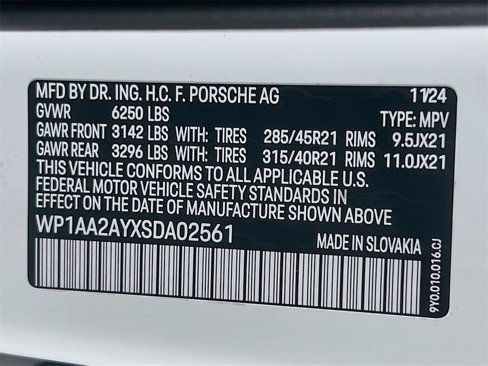 MFD BY DR. ING. H.C. F. PORSCHE AG 11/24
GVWR 6250 LBS TYPE: MPV
GAWR FRONT 3142 LBS WITH: TIRES 285/45R21 RIMS 9.5JX21
GAWR REAR 3296 LBS WITH: TIRES 315/40R21 RIMS 11.0JX21
THIS VEHICLE CONFORMS TO ALL APPLICABLE
FEDERAL MOTOR VEHICLE SAFETY STANDARDS IN
EFFECT ON THE DATE OF MANUFACTURE SHOWN ABOVE
WP1AA2AYXSDA02561 MADE IN SLOVAKIA
9Y0.010.016.CJ